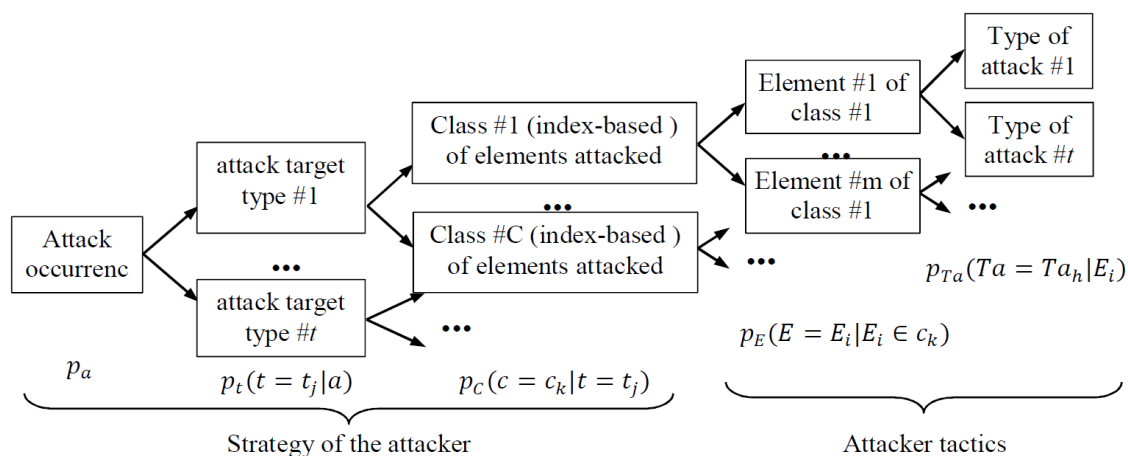 Attack
occurrenc
attack target
type #1
•••
attack target
type #t
Class #1 (index-based )
of elements attacked
•••
Class #C (index-based )
of elements attacked
•••
Element #1 of
class #1
•••
Element #m of
class #1
•••
Type of
attack #1
Type of
attack #t
•••
p_a
p_t(t = t_j|a)
p_C(c = c_k|t = t_j)
p_E(E = E_i|E_i ∈ c_k)
p_{Ta}(Ta = Ta_h|E_i)
Strategy of the attacker
Attacker tactics